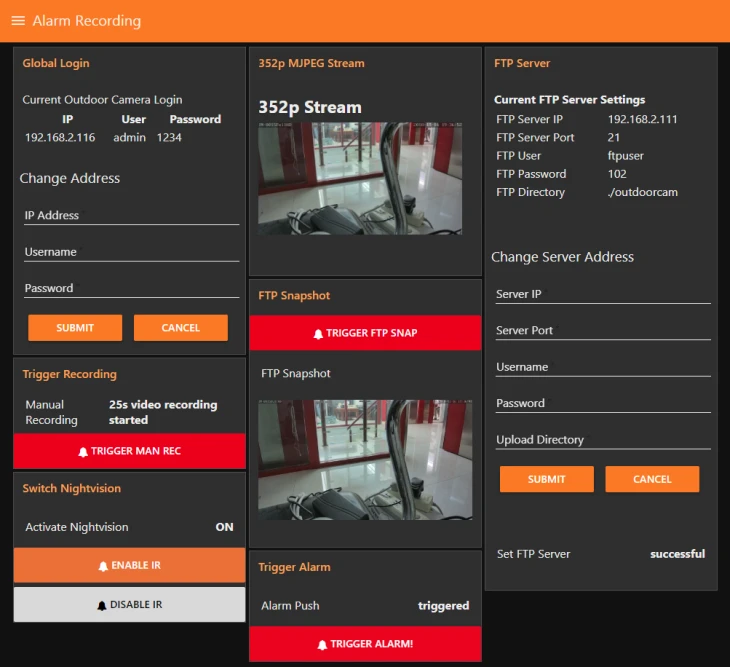 Alarm Recording
Global Login
Current Outdoor Camera Login
IP User Password
192.168.2.116 admin 1234
Change Address
IP Address
Username
Password
SUBMIT CANCEL
Trigger Recording
Manual Recording
25s video recording started
TRIGGER MAN REC
Switch Nightvision
Activate Nightvision ON
ENABLE IR
DISABLE IR
352p MJPEG Stream
352p Stream
FTP Snapshot
TRIGGER FTP SNAP
FTP Snapshot
Trigger Alarm
Alarm Push triggered
TRIGGER ALARM!
FTP Server
Current FTP Server Settings
FTP Server IP 192.168.2.111
FTP Server Port 21
FTP User ftpuser
FTP Password 102
FTP Directory ./outdoorcam
Change Server Address
Server IP
Server Port
Username
Password
Upload Directory
SUBMIT CANCEL
Set FTP Server successful